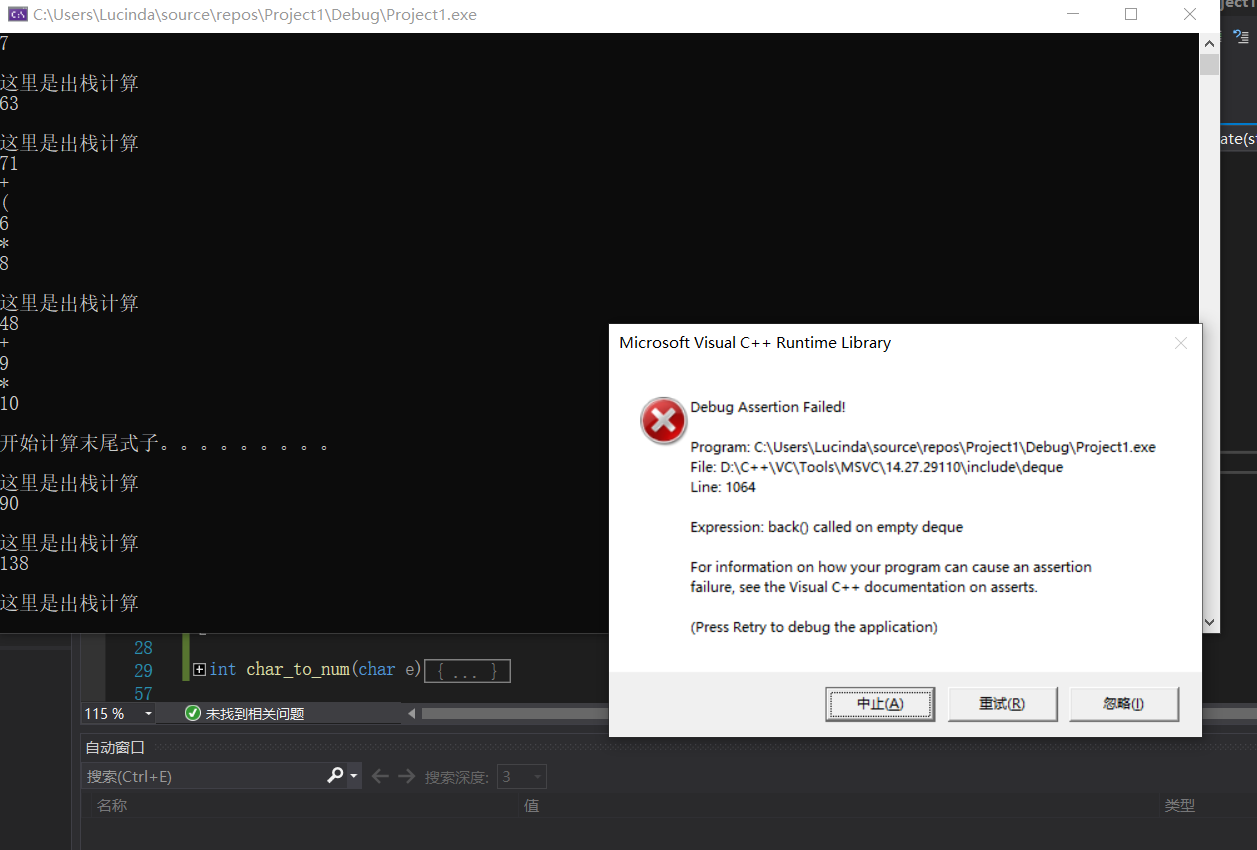 C:\Users\Lucinda\source\repos\Project1\Debug\Project1.exe
7
这里是出栈计算
63
这里是出栈计算
71
+
(
6
*
8
这里是出栈计算
48
+
9
*
10
开始计算末尾式子。。。。。。。。。
这里是出栈计算
90
这里是出栈计算
138
这里是出栈计算
Microsoft Visual C++ Runtime Library
Debug Assertion Failed!
Program: C:\Users\Lucinda\source\repos\Project1\Debug\Project1.exe
File: D:\C++\VC\Tools\MSVC\14.27.29110\include\deque
Line: 1064
Expression: back() called on empty deque
For information on how your program can cause an assertion
failure, see the Visual C++ documentation on asserts.
(Press Retry to debug the application)
中止(A) 重试(R) 忽略(I)
28
29 int char_to_num(char e){ ... }
57
115 % 未找到相关问题
自动窗口
搜索(Ctrl+E) 搜索深度: 3
名称 值 类型